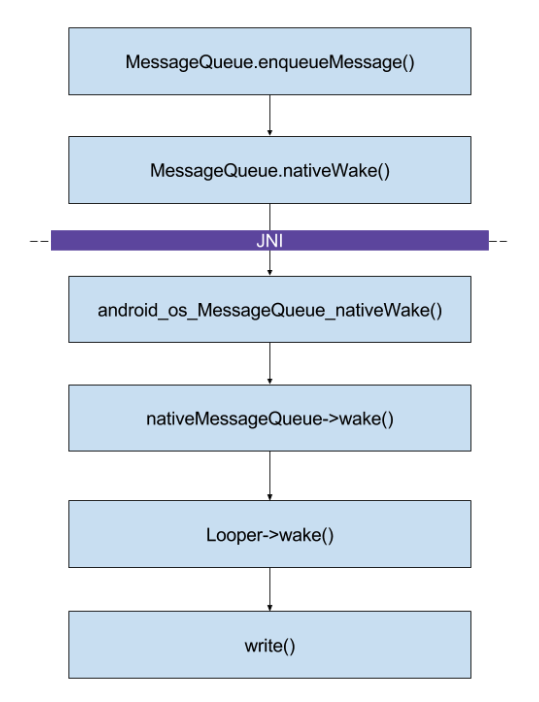 MessageQueue.enqueueMessage()
MessageQueue.nativeWake()
JNI
android_os_MessageQueue_nativeWake()
nativeMessageQueue->wake()
Looper->wake()
write()